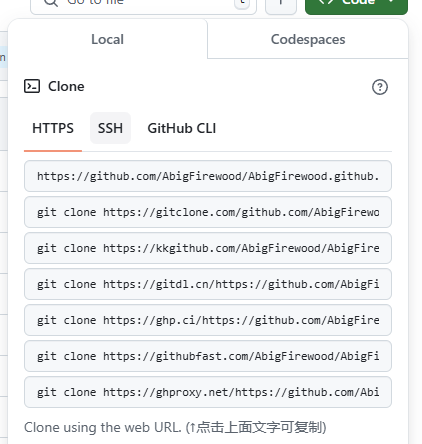 Go to file
t
+
Code
n
Local
Codespaces
Clone
HTTPS
SSH
GitHub CLI
https://github.com/AbigFirewood/AbigFirewood.github.
git clone https://gitclone.com/github.com/AbigFirewo
git clone https://kkgithub.com/AbigFirewood/AbigFire
git clone https://gitdl.cn/https://github.com/AbigFi
git clone https://ghp.ci/https://github.com/AbigFire
git clone https://githubfast.com/AbigFirewood/AbigFi
git clone https://ghproxy.net/https://github.com/Abi
Clone using the web URL. (↑点击上面文字可复制)